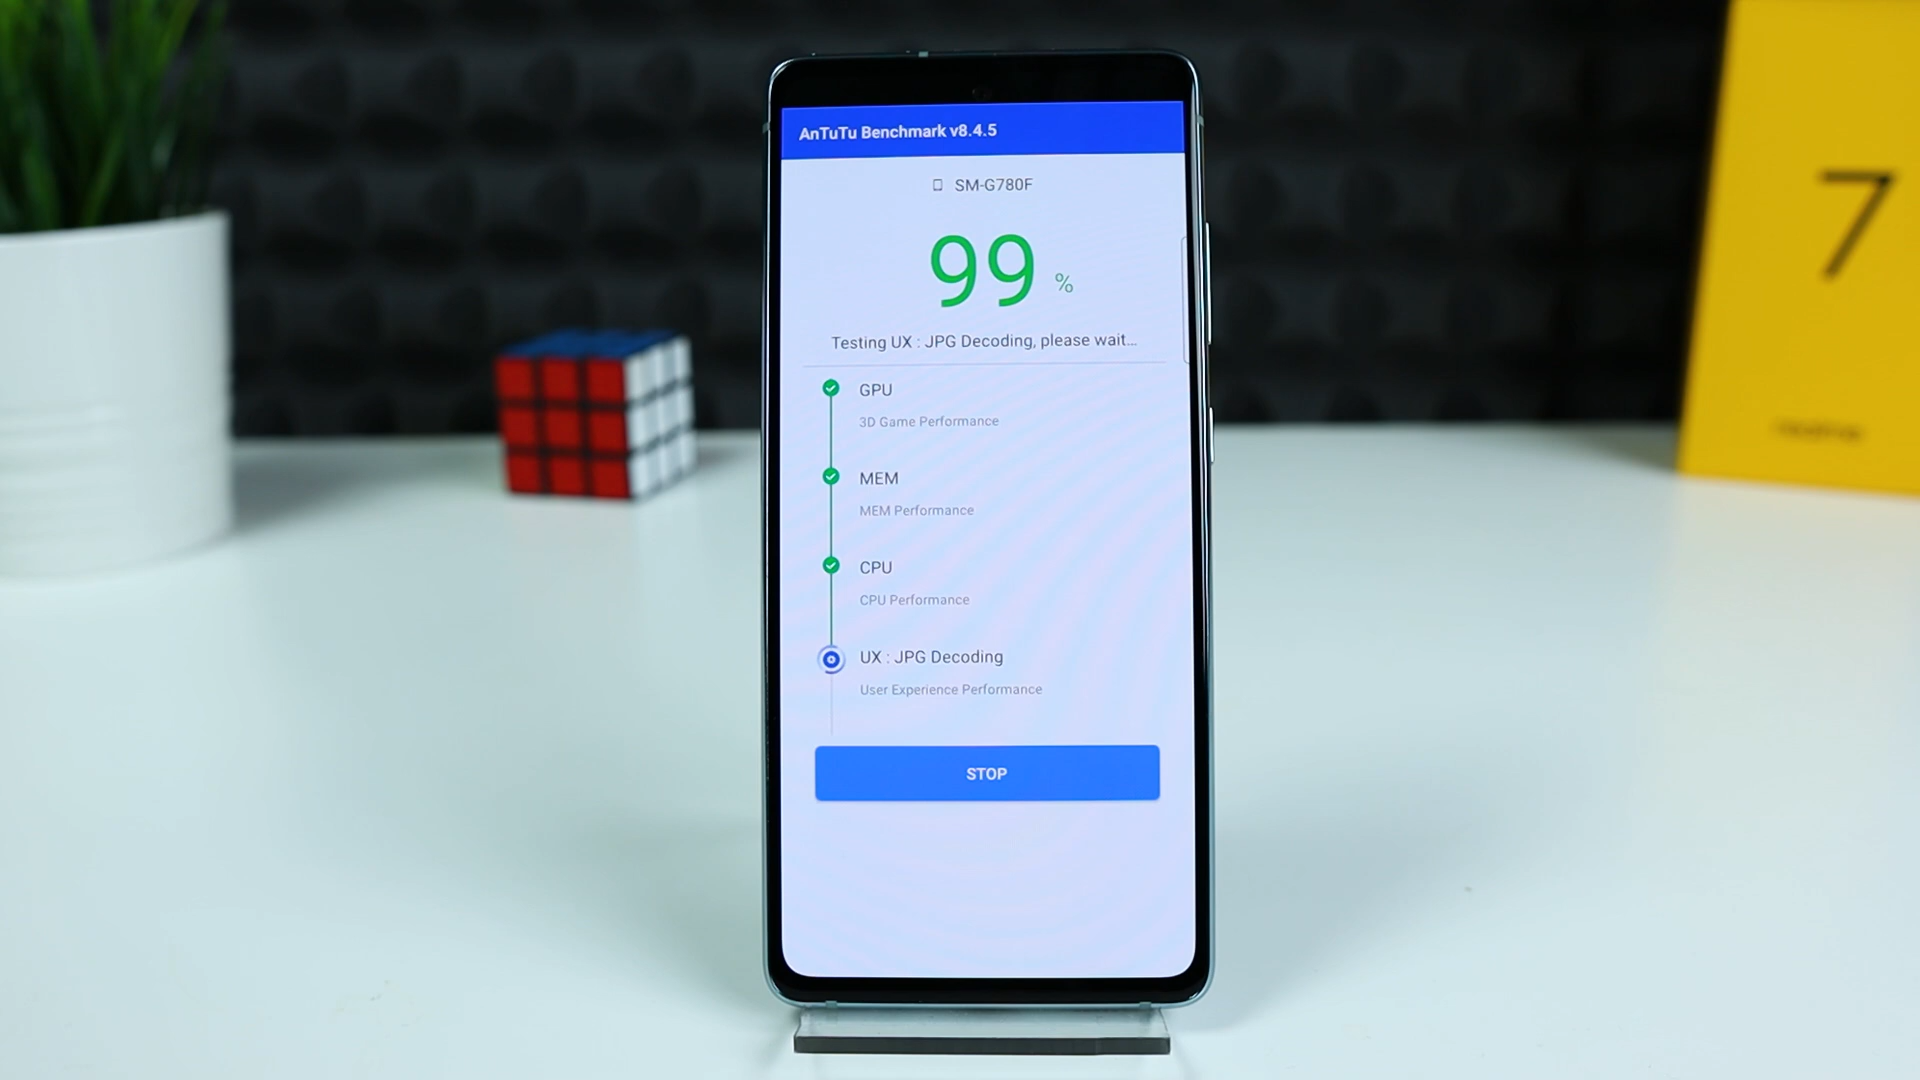 AnTuTu Benchmark v8.4.5
SM-G780F
99 %
Testing UX : JPG Decoding, please wait...
GPU
3D Game Performance
MEM
MEM Performance
CPU
CPU Performance
UX : JPG Decoding
User Experience Performance
STOP
7
realme